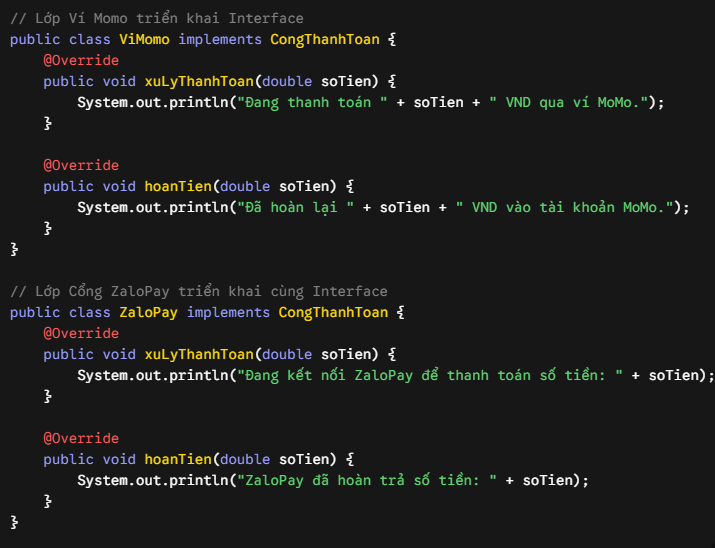 // Lớp Ví Momo triển khai Interface
public class ViMomo implements CongThanhToan {
    @Override
    public void xuLyThanhToan(double soTien) {
        System.out.println("Đang thanh toán " + soTien + " VND qua ví MoMo.");
    }

    @Override
    public void hoanTien(double soTien) {
        System.out.println("Đã hoàn lại " + soTien + " VND vào tài khoản MoMo.");
    }
}

// Lớp Cổng ZaloPay triển khai cùng Interface
public class ZaloPay implements CongThanhToan {
    @Override
    public void xuLyThanhToan(double soTien) {
        System.out.println("Đang kết nối ZaloPay để thanh toán số tiền: " + soTien);
    }

    @Override
    public void hoanTien(double soTien) {
        System.out.println("ZaloPay đã hoàn trả số tiền: " + soTien);
    }
}